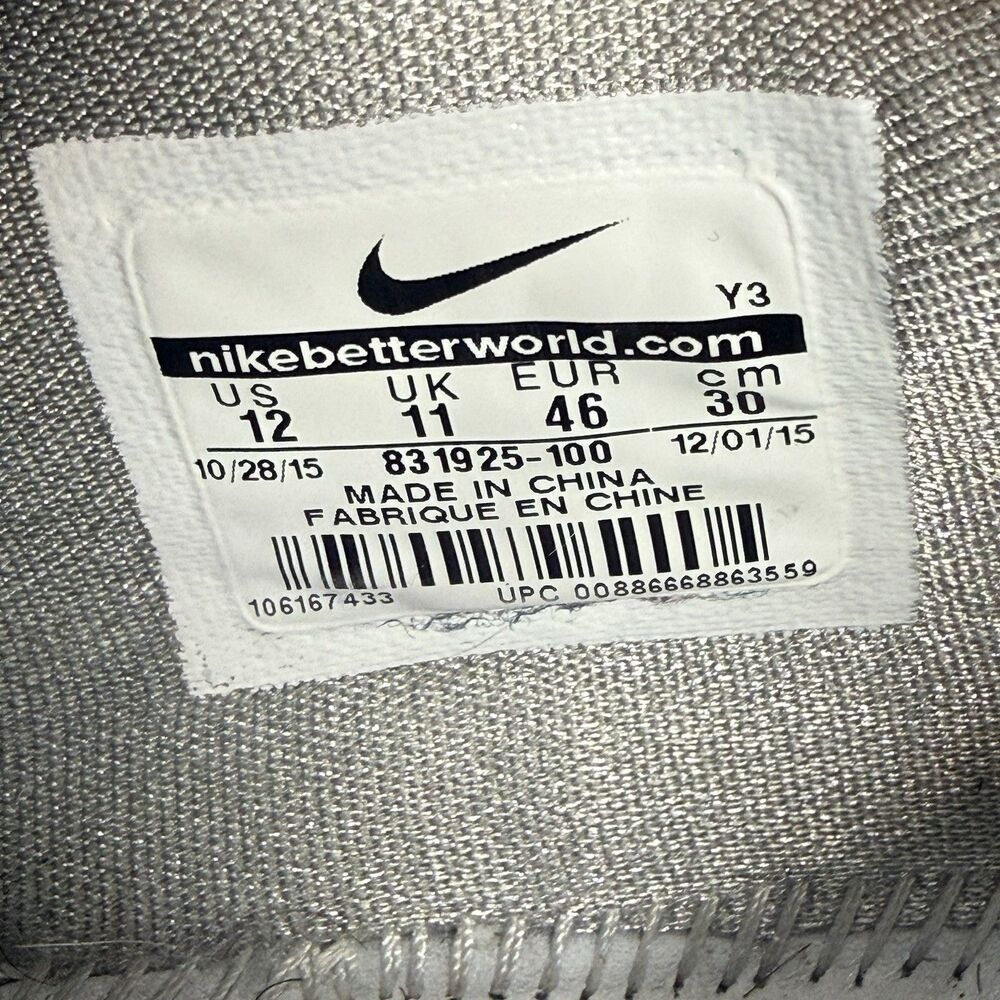 Y3
nikebetterworld.com
US UK EUR cm
12 11 46 30
10/28/15 831925-100 12/01/15
MADE IN CHINA
FABRIQUE EN CHINE
106167433 UPC 00886668863559